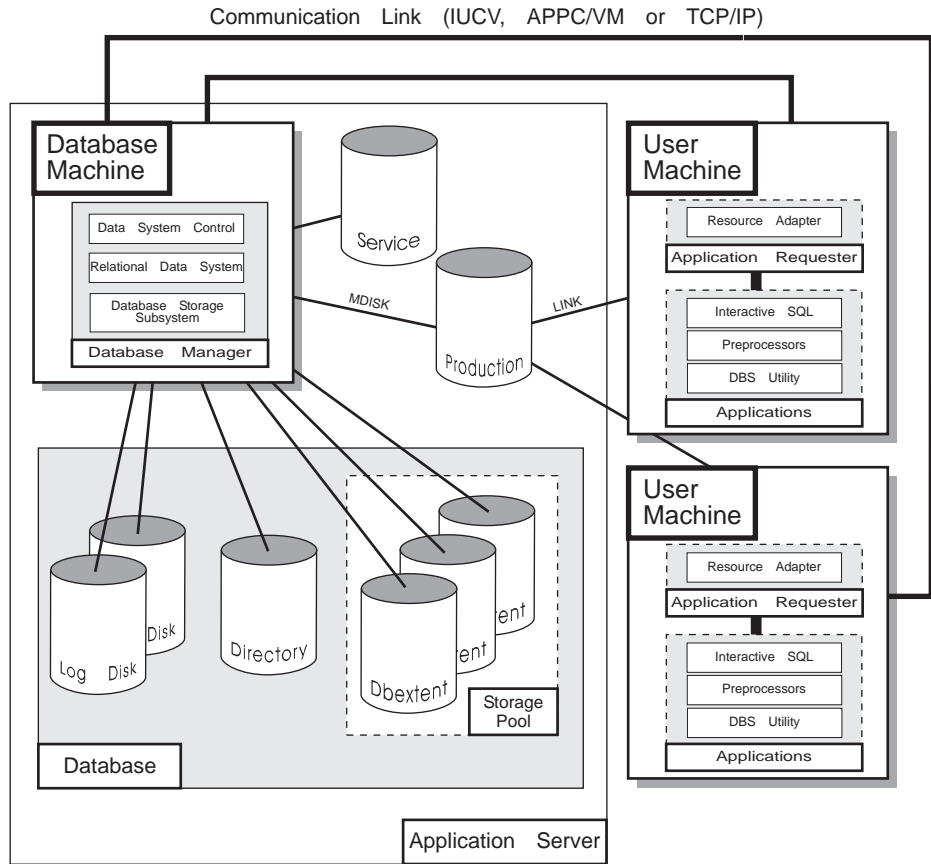 Communication Link (IUCV, APPC/VM or TCP/IP)
Database
Machine
Data System Control
Relational Data System
Database Storage
Subsystem
Database Manager
Service
MDISK
Production
LINK
User
Machine
Resource Adapter
Application Requester
Interactive SQL
Preprocessors
DBS Utility
Applications
User
Machine
Resource Adapter
Application Requester
Interactive SQL
Preprocessors
DBS Utility
Applications
Log Disk
Disk
Directory
Dbextent
tent
tent
Storage
Pool
Database
Application Server